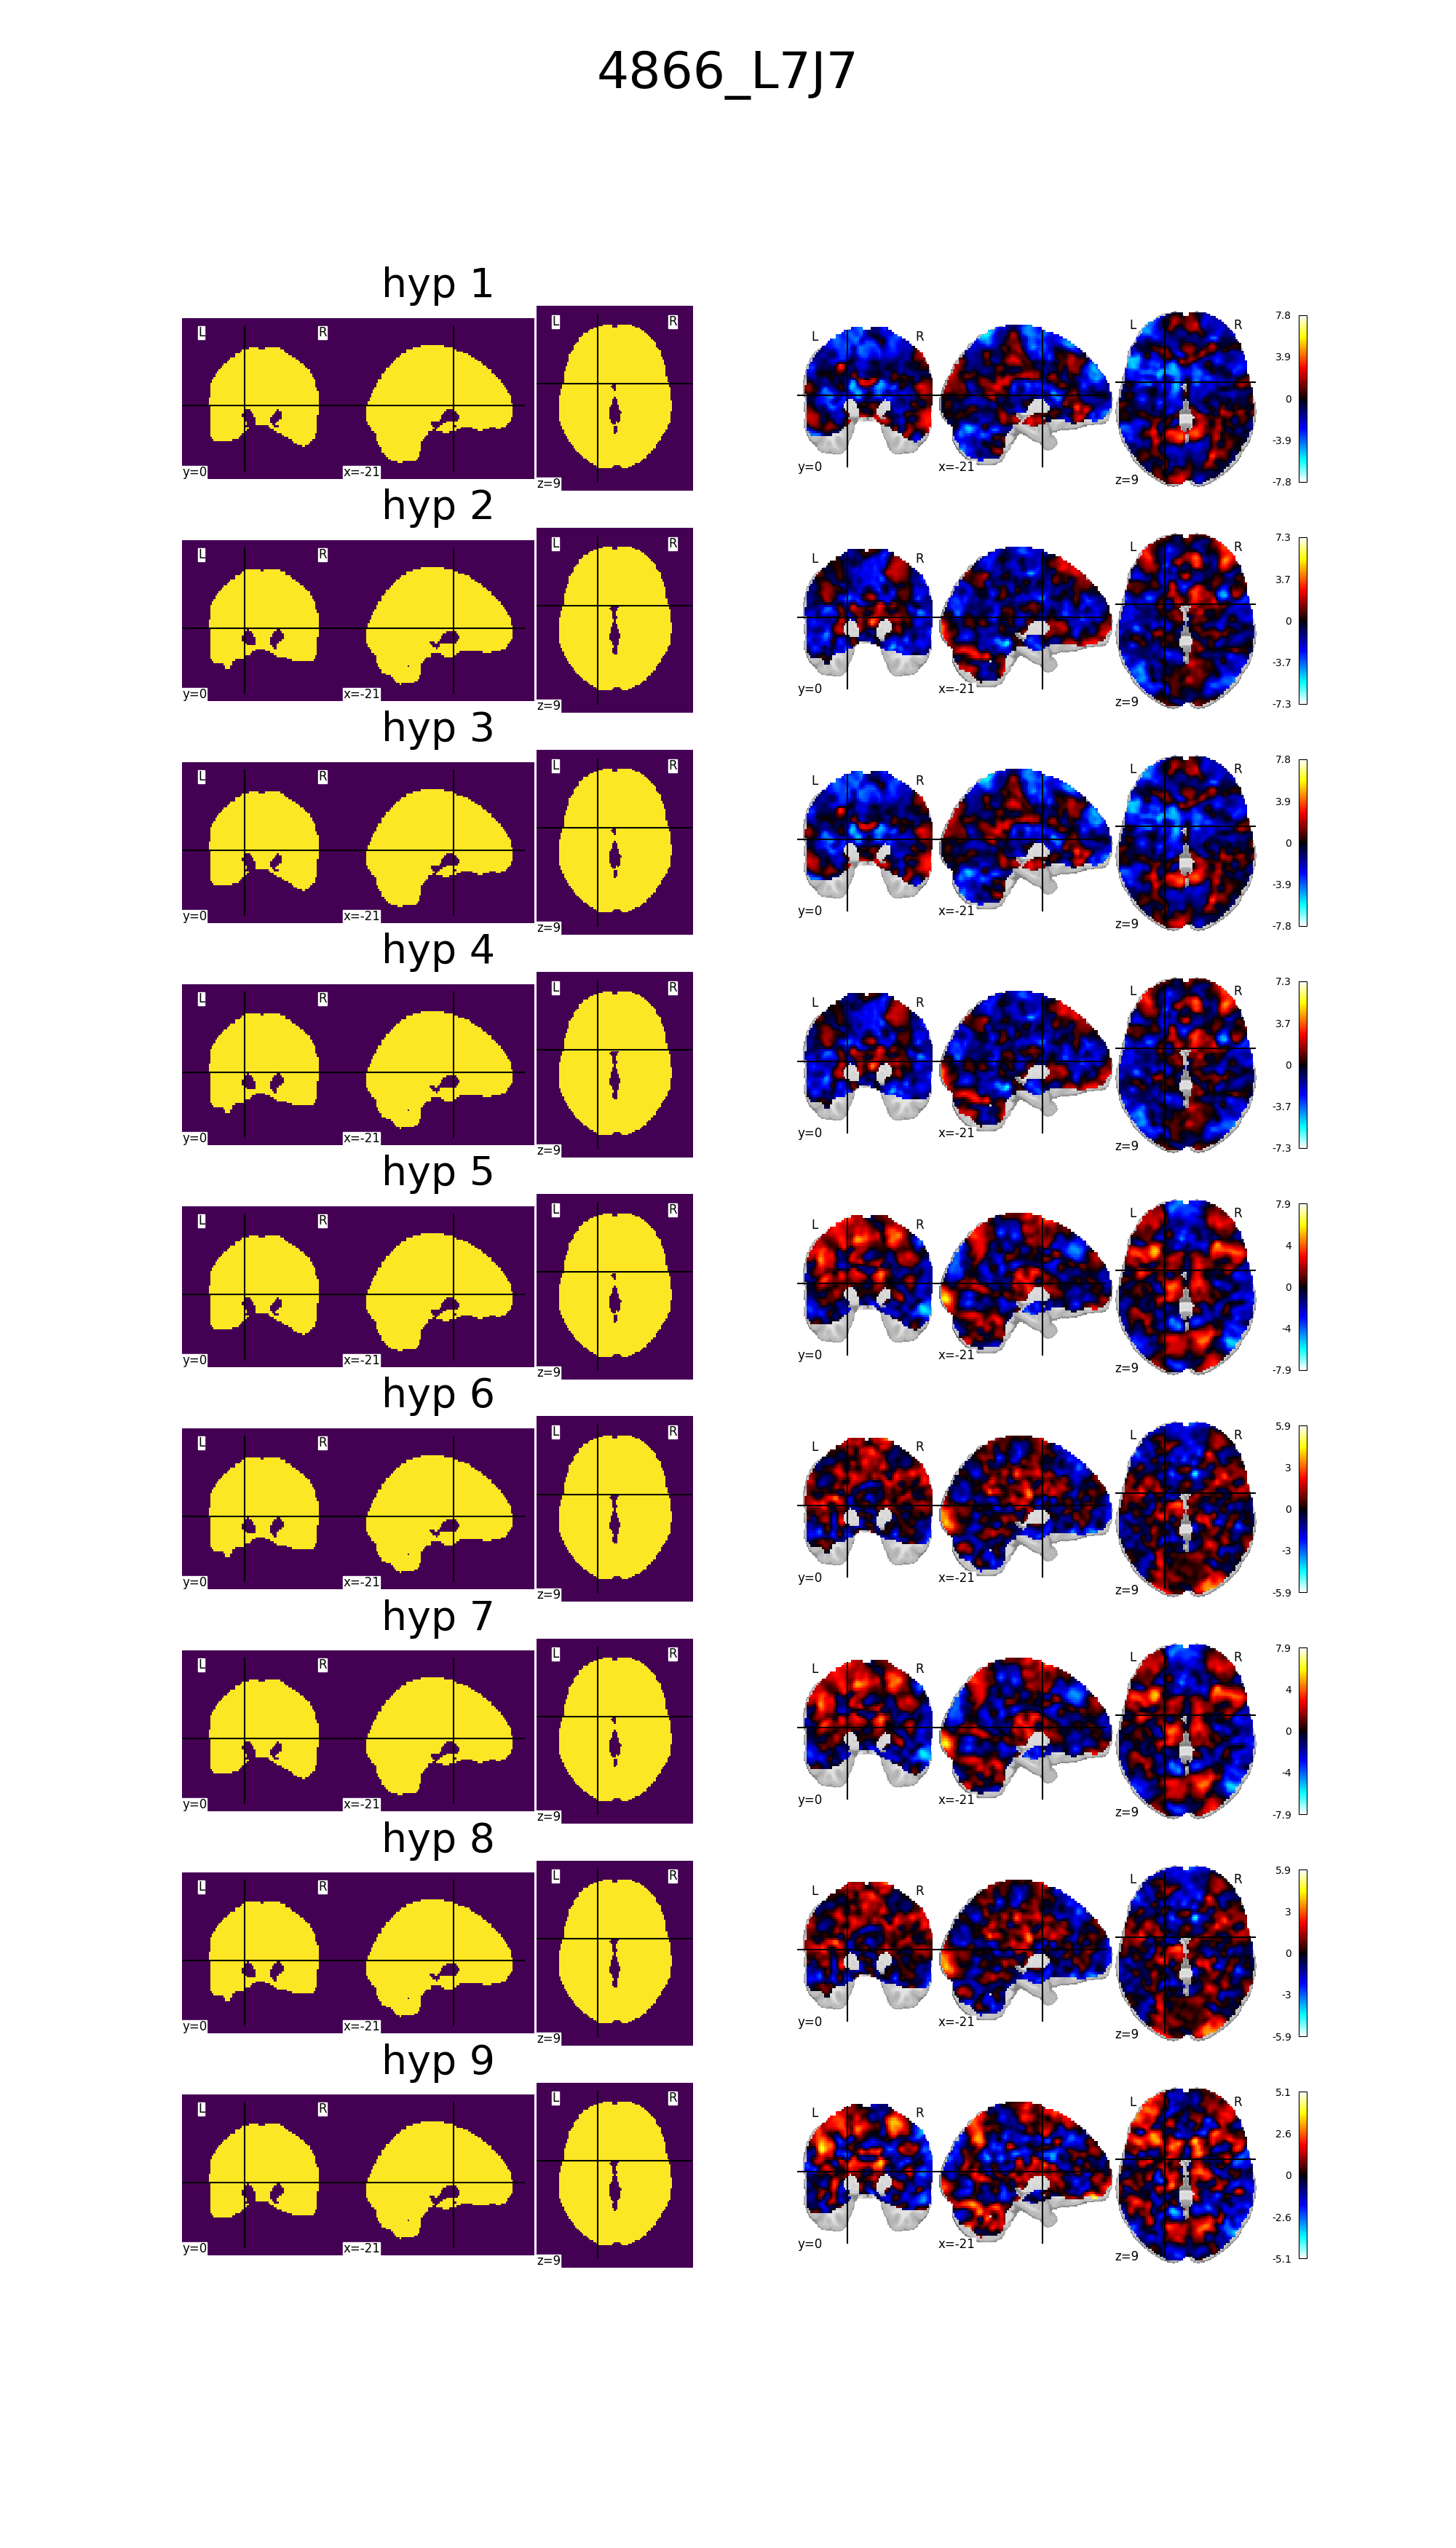 4866_L7J7
hyp 1
L R L R L R L R
7.8
3.9
0
-3.9
-7.8
y=0 x=-21 z=9 y=0 x=-21 z=9
hyp 2
L R L R L R L R
7.3
3.7
0
-3.7
-7.3
y=0 x=-21 z=9 y=0 x=-21 z=9
hyp 3
L R L R L R L R
7.8
3.9
0
-3.9
-7.8
y=0 x=-21 z=9 y=0 x=-21 z=9
hyp 4
L R L R L R L R
7.3
3.7
0
-3.7
-7.3
y=0 x=-21 z=9 y=0 x=-21 z=9
hyp 5
L R L R L R L R
7.9
4
0
-4
-7.9
y=0 x=-21 z=9 y=0 x=-21 z=9
hyp 6
L R L R L R L R
5.9
3
0
-3
-5.9
y=0 x=-21 z=9 y=0 x=-21 z=9
hyp 7
L R L R L R L R
7.9
4
0
-4
-7.9
y=0 x=-21 z=9 y=0 x=-21 z=9
hyp 8
L R L R L R L R
5.9
3
0
-3
-5.9
y=0 x=-21 z=9 y=0 x=-21 z=9
hyp 9
L R L R L R L R
5.1
2.6
0
-2.6
-5.1
y=0 x=-21 z=9 y=0 x=-21 z=9